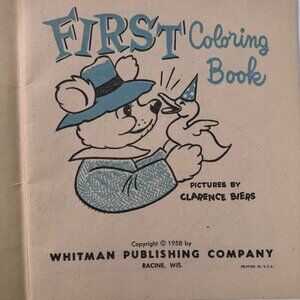 FIRST Coloring
Book
PICTURES BY
CLARENCE BIERS
Copyright © 1958 by
WHITMAN PUBLISHING COMPANY
RACINE, WIS.
PRINTED IN U.S.A.